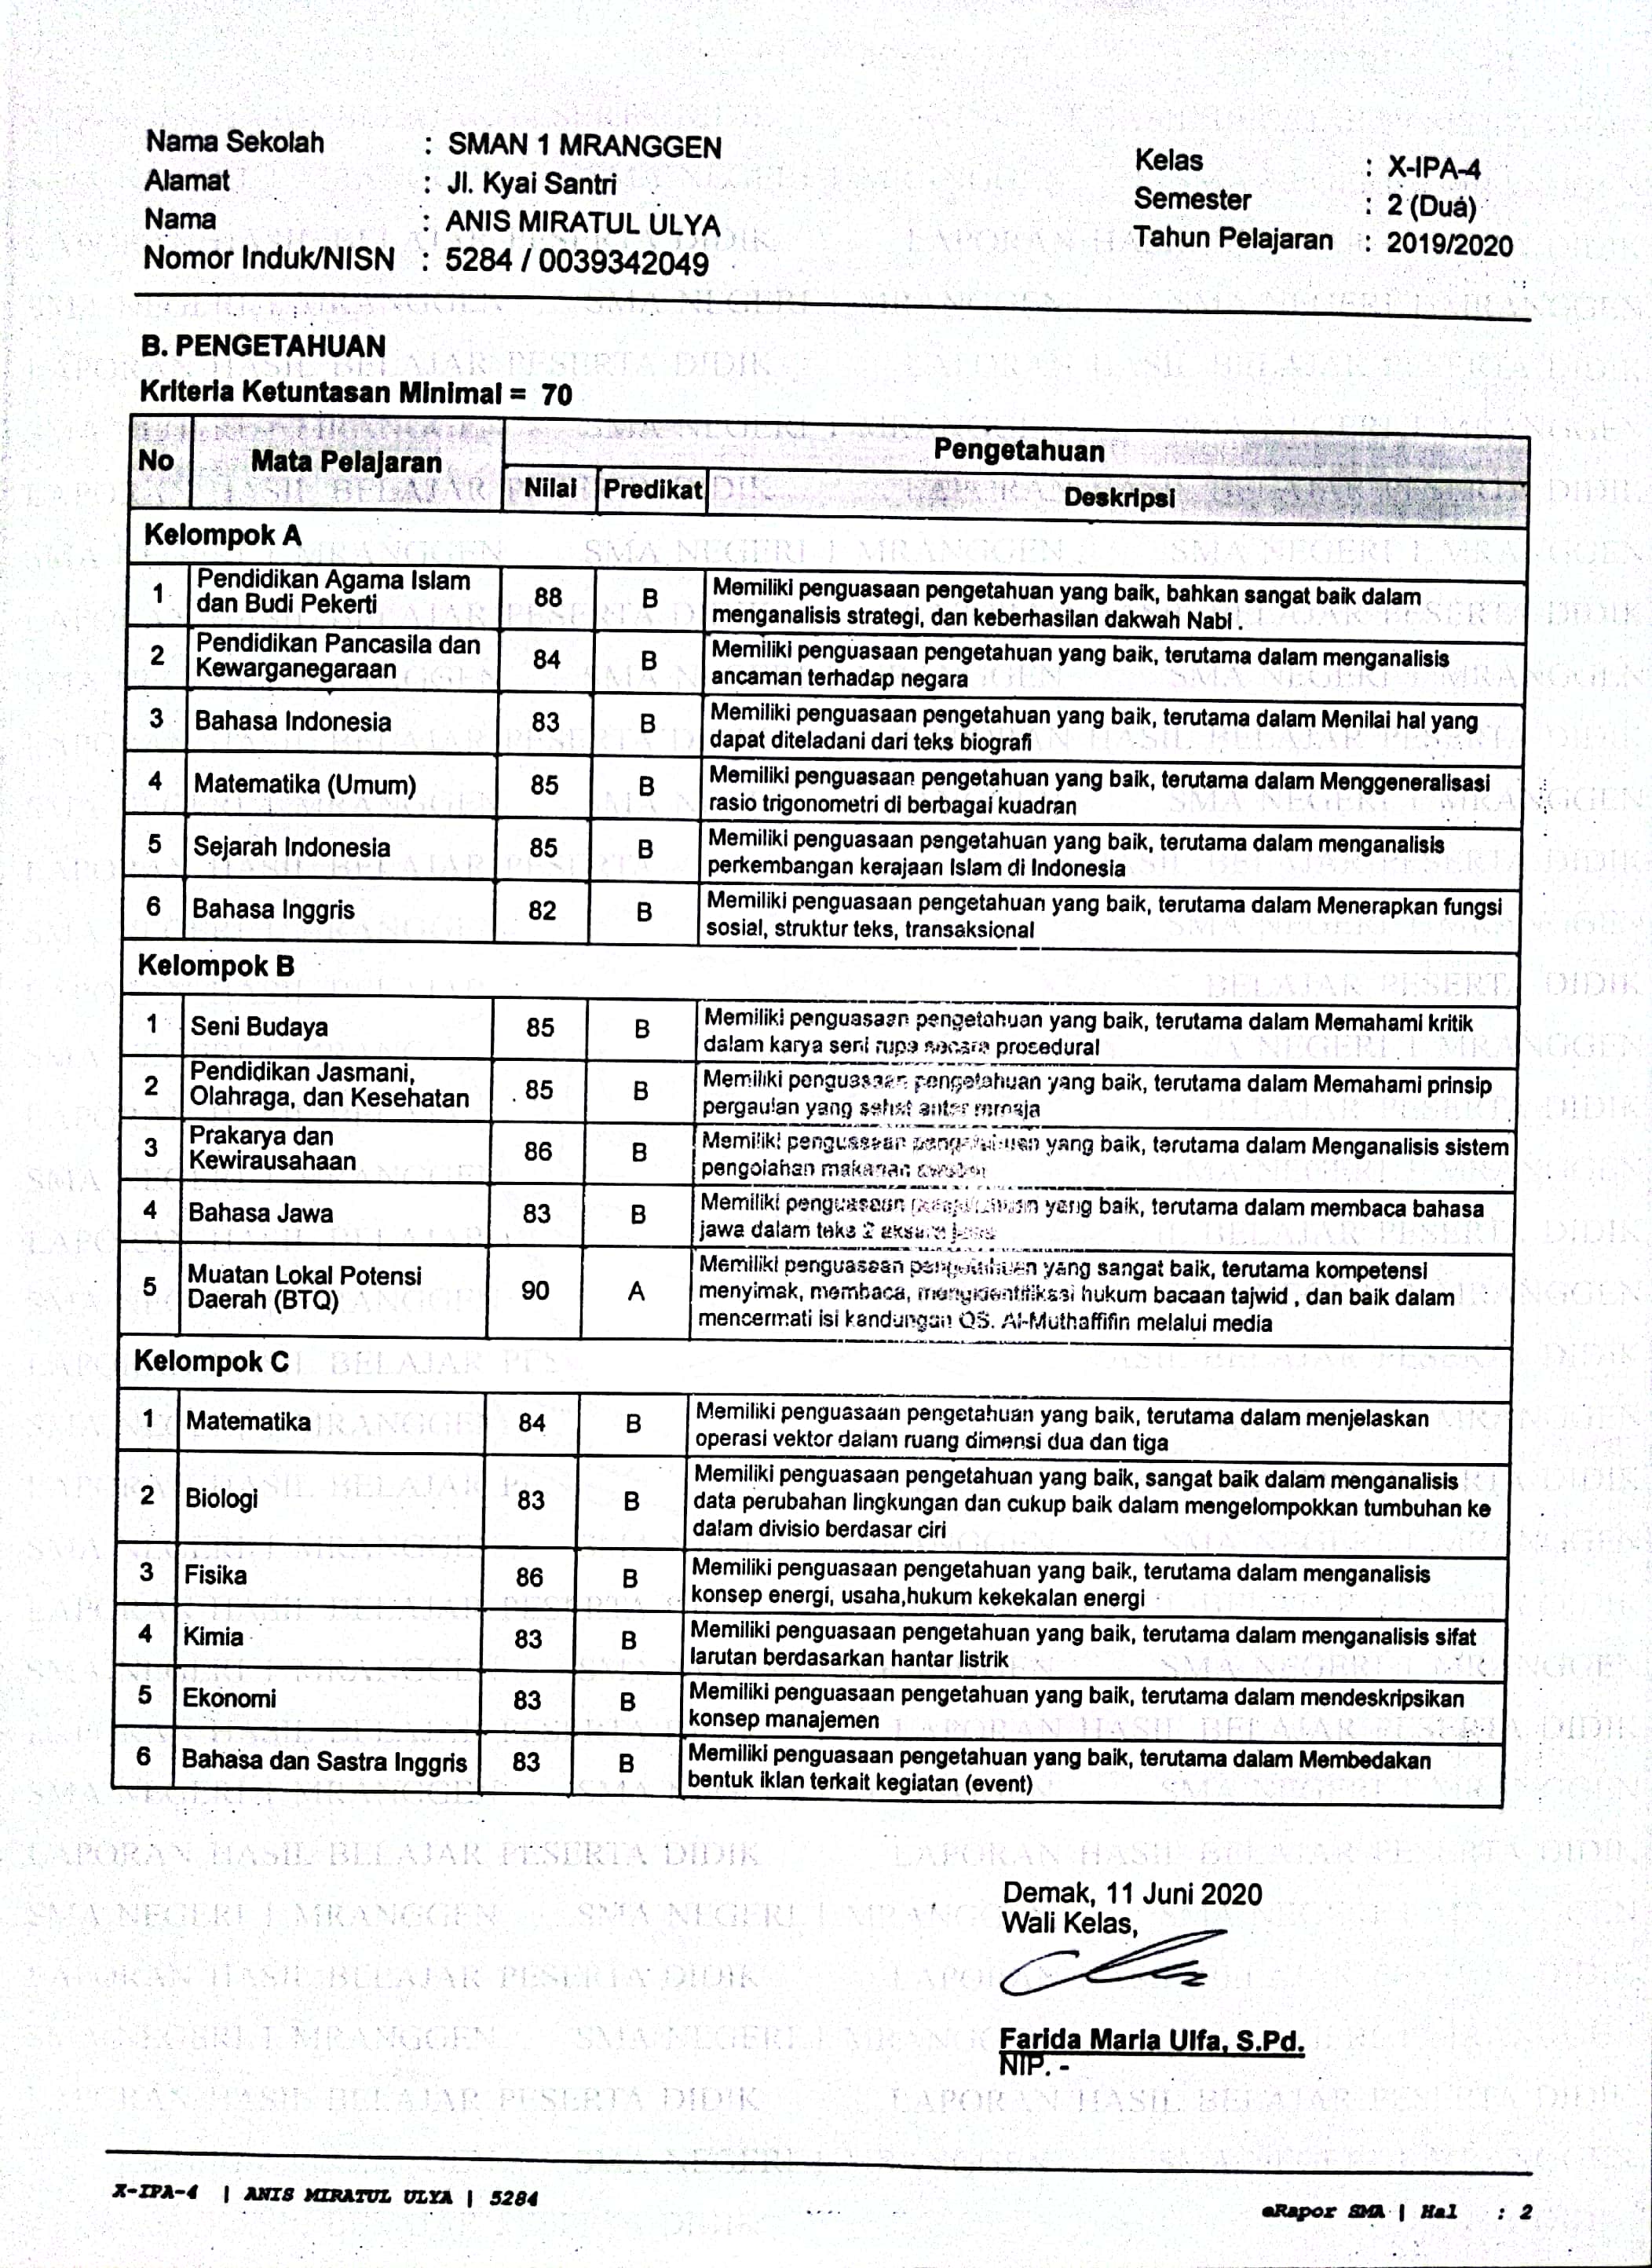 Nama Sekolah : SMAN 1 MRANGGEN
Alamat : Jl. Kyai Santri
Nama : ANIS MIRATUL ULYA
Nomor Induk/NISN : 5284 / 0039342049
Kelas : X-IPA-4
Semester : 2 (Dua)
Tahun Pelajaran : 2019/2020
B. PENGETAHUAN
Kriteria Ketuntasan Minimal = 70
No Mata Pelajaran Pengetahuan
Nilai Predikat Deskripsi
Kelompok A
1 Pendidikan Agama Islam dan Budi Pekerti 88 B Memiliki penguasaan pengetahuan yang baik, bahkan sangat baik dalam
menganalisis strategi, dan keberhasilan dakwah Nabi .
2 Pendidikan Pancasila dan Kewarganegaraan 84 B Memiliki penguasaan pengetahuan yang baik, terutama dalam menganalisis
ancaman terhadap negara
3 Bahasa Indonesia 83 B Memiliki penguasaan pengetahuan yang baik, terutama dalam Menilai hal yang
dapat diteladani dari teks biografi
4 Matematika (Umum) 85 B Memiliki penguasaan pengetahuan yang baik, terutama dalam Menggeneralisasi
rasio trigonometri di berbagai kuadran
5 Sejarah Indonesia 85 B Memiliki penguasaan pengetahuan yang baik, terutama dalam menganalisis
perkembangan kerajaan Islam di Indonesia
6 Bahasa Inggris 82 B Memiliki penguasaan pengetahuan yang baik, terutama dalam Menerapkan fungsi
sosial, struktur teks, transaksional
Kelompok B
1 Seni Budaya 85 B Memiliki penguasaan pengetahuan yang baik, terutama dalam Memahami kritik
dalam karya seni rupa secara prosedural
2 Pendidikan Jasmani, Olahraga, dan Kesehatan 85 B Memiliki penguasaan pengetahuan yang baik, terutama dalam Memahami prinsip
pergaulan yang sehat antar remaja
3 Prakarya dan Kewirausahaan 86 B Memiliki penguasaan pengetahuan yang baik, terutama dalam Menganalisis sistem
pengolahan makanan
4 Bahasa Jawa 83 B Memiliki penguasaan pengetahuan yang baik, terutama dalam membaca bahasa
jawa dalam teks 2 aksara jawa
5 Muatan Lokal Potensi Daerah (BTQ) 90 A Memiliki penguasaan pengetahuan yang sangat baik, terutama kompetensi
menyimak, membaca, mengidentifikasi hukum bacaan tajwid , dan baik dalam
mencermati isi kandungan QS. Al-Muthaffifin melalui media
Kelompok C
1 Matematika 84 B Memiliki penguasaan pengetahuan yang baik, terutama dalam menjelaskan
operasi vektor dalam ruang dimensi dua dan tiga
2 Biologi 83 B Memiliki penguasaan pengetahuan yang baik, sangat baik dalam menganalisis
data perubahan lingkungan dan cukup baik dalam mengelompokkan tumbuhan ke
dalam divisio berdasar ciri
3 Fisika 86 B Memiliki penguasaan pengetahuan yang baik, terutama dalam menganalisis
konsep energi, usaha,hukum kekekalan energi
4 Kimia 83 B Memiliki penguasaan pengetahuan yang baik, terutama dalam menganalisis sifat
larutan berdasarkan hantar listrik
5 Ekonomi 83 B Memiliki penguasaan pengetahuan yang baik, terutama dalam mendeskripsikan
konsep manajemen
6 Bahasa dan Sastra Inggris 83 B Memiliki penguasaan pengetahuan yang baik, terutama dalam Membedakan
bentuk iklan terkait kegiatan (event)
Demak, 11 Juni 2020
Wali Kelas,
Farida Maria Ulfa, S.Pd.
NIP. -
X-IPA-4 | ANIS MIRATUL ULYA | 5284
eRapor SMA | Hal : 2